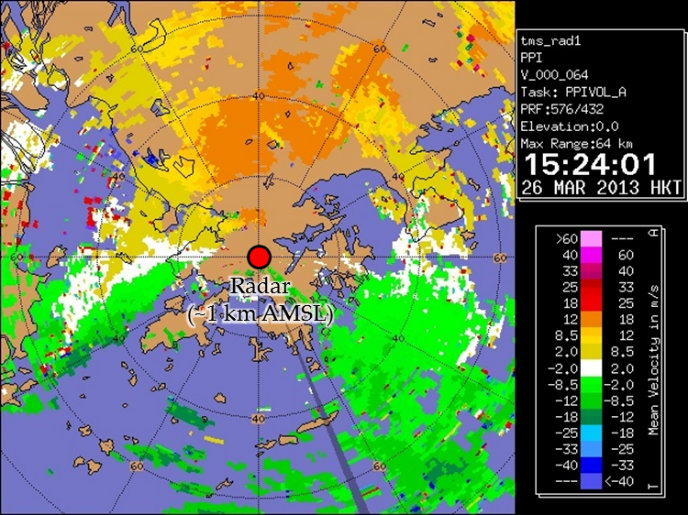 60
60
40
40
40
60
60
Radar
(~1 km AMSL)
40
40
60
60
tms_rad1
PPI
V_000_064
Task: PPIVOL_A
PRF:576/432
Elevation:0.0
Max Range:64 km
15:24:01
26 MAR 2013 HKT
>60 ---
40 60
33 40
25 33
18 25
12 18
8.5 12
2.0 8.5
-2.0 2.0
-8.5 -2.0
-12 -8.5
-18 -12
-25 -18
-33 -25
-40 -33
--- <-40
A
Mean Velocity in m/s
T